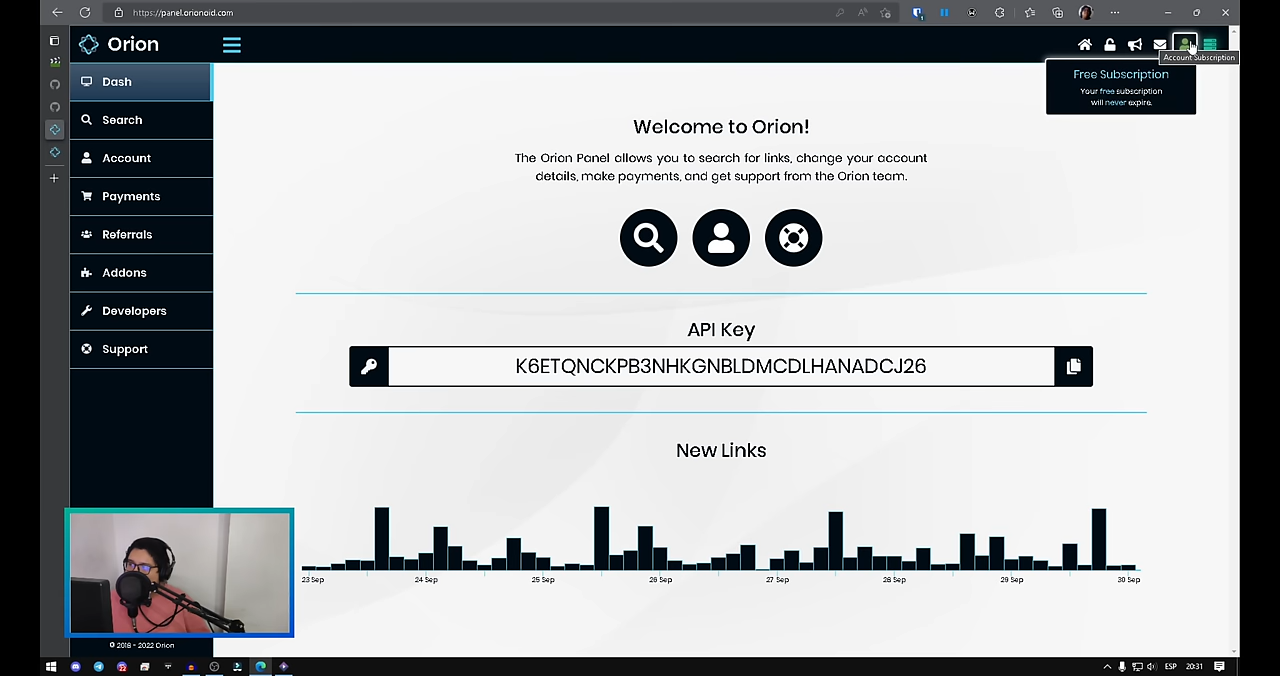 https://panel.orionoid.com
Orion
Account Subscription
Free Subscription
Your free subscription
will never expire.
Dash
Search
Account
Payments
Referrals
Addons
Developers
Support
Welcome to Orion!
The Orion Panel allows you to search for links, change your account
details, make payments, and get support from the Orion team.
API Key
K6ETQNCKPB3NHKGNBLDMCDLHANADCJ26
New Links
23 Sep
24 Sep
25 Sep
26 Sep
27 Sep
28 Sep
29 Sep
30 Sep
© 2018 - 2022 Orion
ESP
20:31